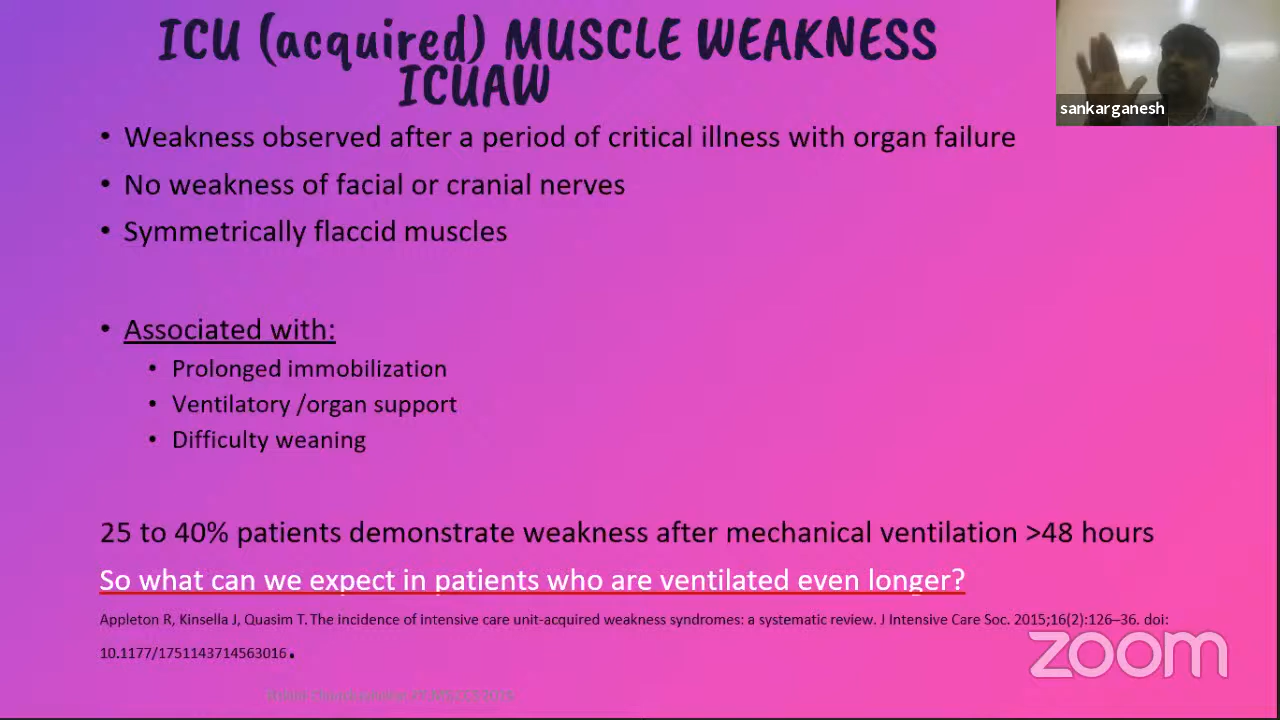 ICU (acquired) MUSCLE WEAKNESS
ICUAW
sankarganesh
• Weakness observed after a period of critical illness with organ failure
• No weakness of facial or cranial nerves
• Symmetrically flaccid muscles
• Associated with:
• Prolonged immobilization
• Ventilatory /organ support
• Difficulty weaning
25 to 40% patients demonstrate weakness after mechanical ventilation >48 hours
So what can we expect in patients who are ventilated even longer?
Appleton R, Kinsella J, Quasim T. The incidence of intensive care unit-acquired weakness syndromes: a systematic review. J Intensive Care Soc. 2015;16(2):126–36. doi:
10.1177/1751143714563016.
zoom